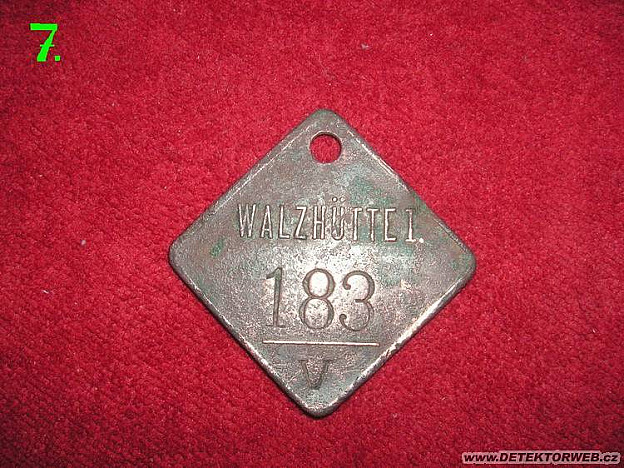 7.
WALZHÜTTE I.
183
V
www.DETEKTORWEB.cz